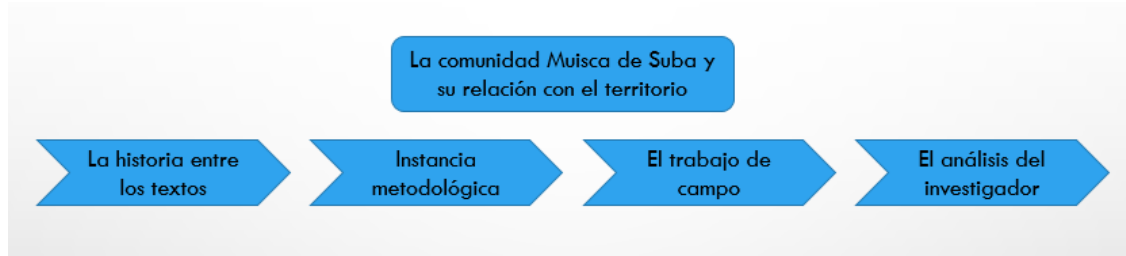 La comunidad Muisca de Suba y
su relación con el territorio
La historia entre
los textos
Instancia
metodológica
El trabajo de
campo
El análisis del
investigador